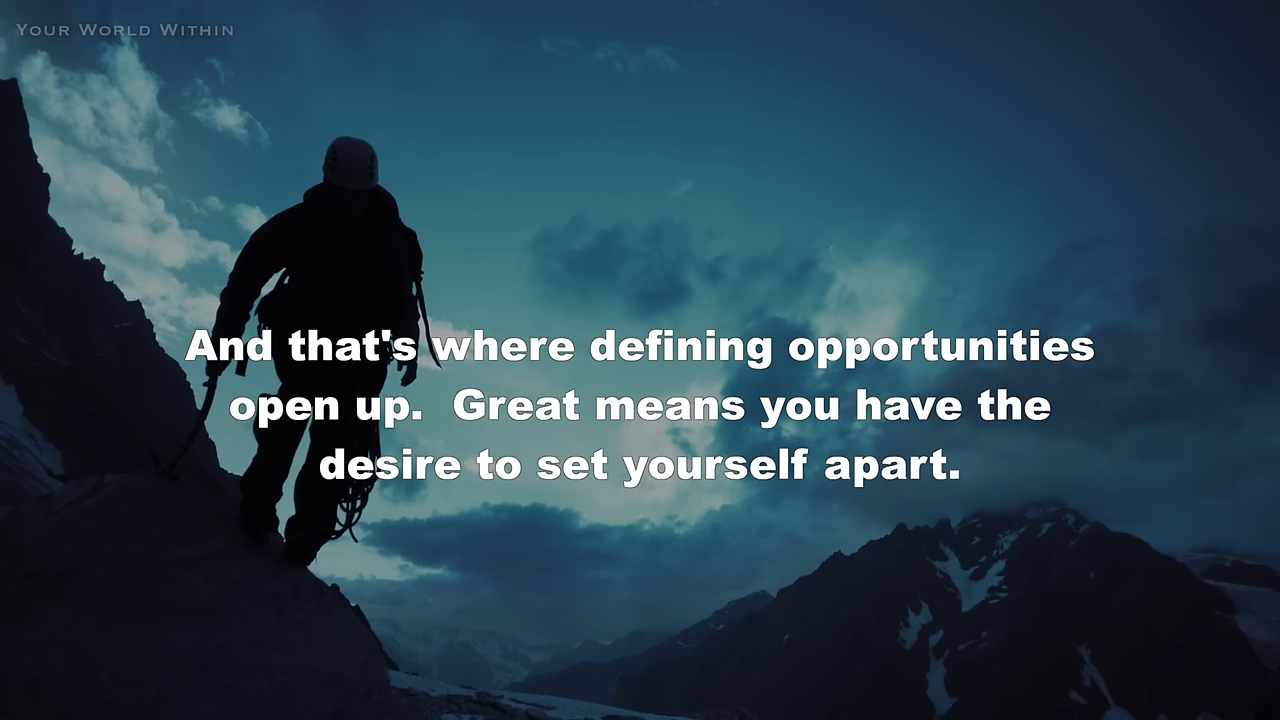 Your World Within
And that's where defining opportunities
open up.  Great means you have the
desire to set yourself apart.